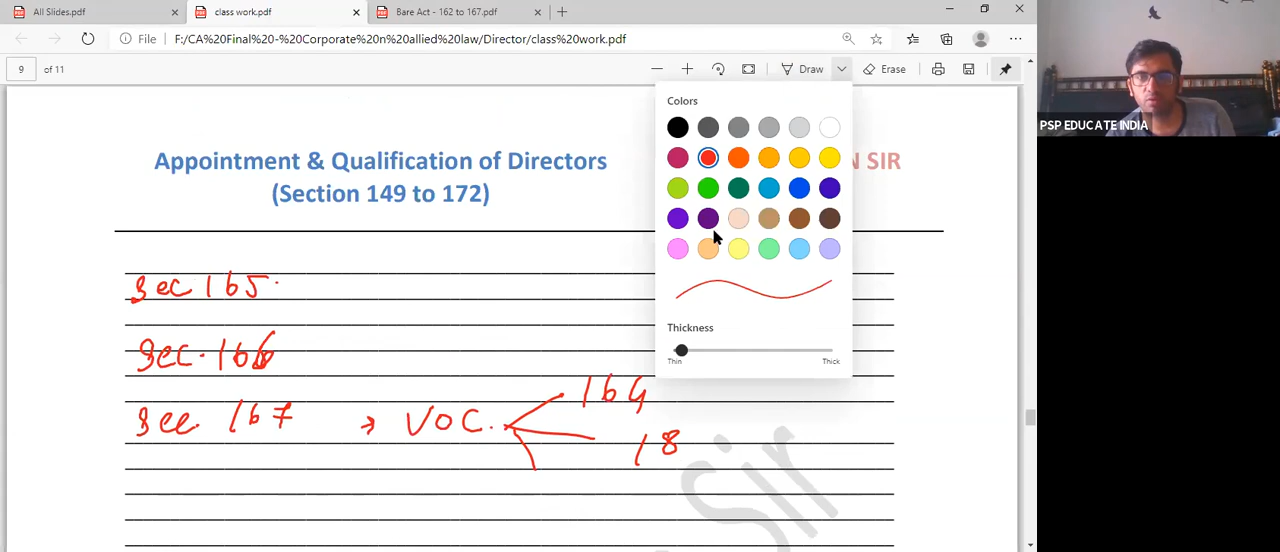 All Slides.pdf
class work.pdf
Bare Act - 162 to 167.pdf
File F:/CA%20Final%20-%20Corporate%20n%20allied%20law/Director/class%20work.pdf
9 of 11
Draw
Erase
Colors
Thickness
Thin Thick
PSP EDUCATE INDIA
Appointment & Qualification of Directors
(Section 149 to 172)
SIR
Sec 165.
Sec. 166
Sec. 167 → VOC. 164
18
Sir